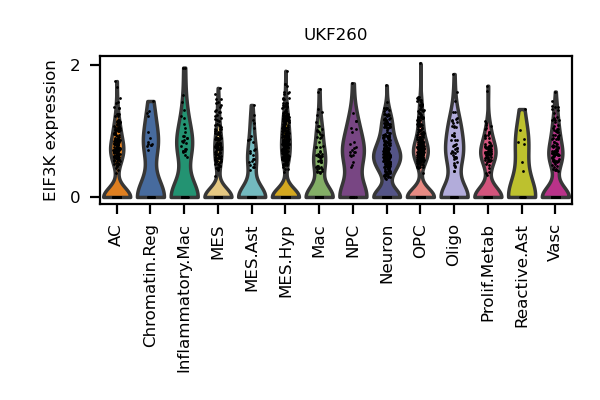 UKF260
EIF3K expression
2
0
AC
Chromatin.Reg
Inflammatory.Mac
MES
MES.Ast
MES.Hyp
Mac
NPC
Neuron
OPC
Oligo
Prolif.Metab
Reactive.Ast
Vasc